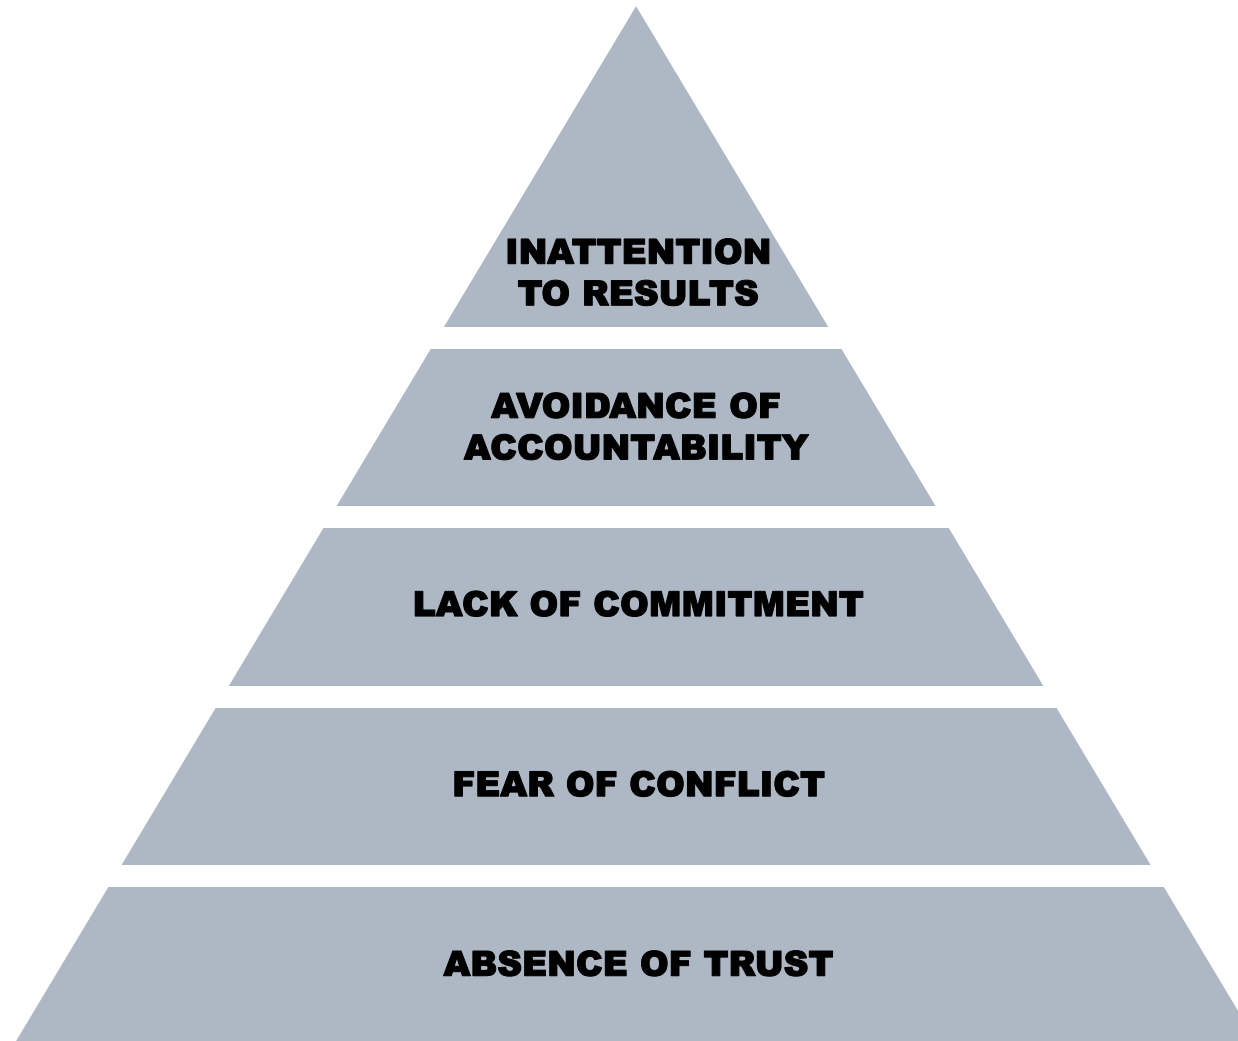 INATTENTION
TO RESULTS
AVOIDANCE OF
ACCOUNTABILITY
LACK OF COMMITMENT
FEAR OF CONFLICT
ABSENCE OF TRUST